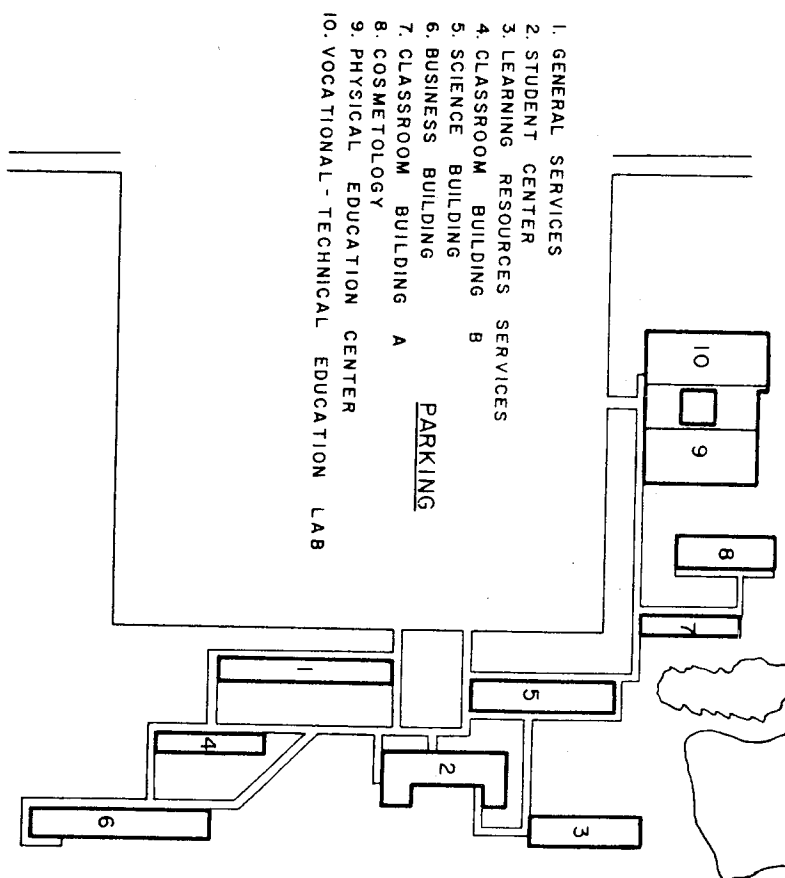 1. GENERAL SERVICES
2. STUDENT CENTER
3. LEARNING RESOURCES SERVICES
4. CLASSROOM BUILDING B
5. SCIENCE BUILDING
6. BUSINESS BUILDING
7. CLASSROOM BUILDING A
8. COSMETOLOGY
9. PHYSICAL EDUCATION CENTER
10. VOCATIONAL-TECHNICAL EDUCATION LAB
PARKING
10
9
8
7
5
1
2
4
3
6